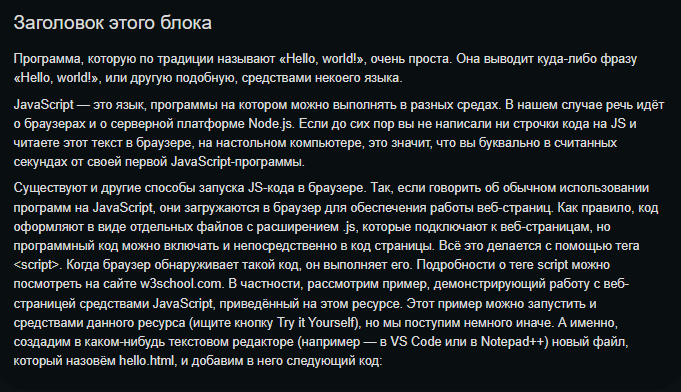 Заголовок этого блока
Программа, которую по традиции называют «Hello, world!», очень проста. Она выводит куда-либо фразу
«Hello, world!», или другую подобную, средствами некоего языка.
JavaScript — это язык, программы на котором можно выполнять в разных средах. В нашем случае речь идёт
о браузерах и о серверной платформе Node.js. Если до сих пор вы не написали ни строчки кода на JS и
читаете этот текст в браузере, на настольном компьютере, это значит, что вы буквально в считанных
секундах от своей первой JavaScript-программы.
Существуют и другие способы запуска JS-кода в браузере. Так, если говорить об обычном использовании
программ на JavaScript, они загружаются в браузер для обеспечения работы веб-страниц. Как правило, код
оформляют в виде отдельных файлов с расширением .js, которые подключают к веб-страницам, но
программный код можно включать и непосредственно в код страницы. Всё это делается с помощью тега
<script>. Когда браузер обнаруживает такой код, он выполняет его. Подробности о теге script можно
посмотреть на сайте w3school.com. В частности, рассмотрим пример, демонстрирующий работу с веб-
страницей средствами JavaScript, приведённый на этом ресурсе. Этот пример можно запустить и
средствами данного ресурса (ищите кнопку Try it Yourself), но мы поступим немного иначе. А именно,
создадим в каком-нибудь текстовом редакторе (например — в VS Code или в Notepad++) новый файл,
который назовём hello.html, и добавим в него следующий код: